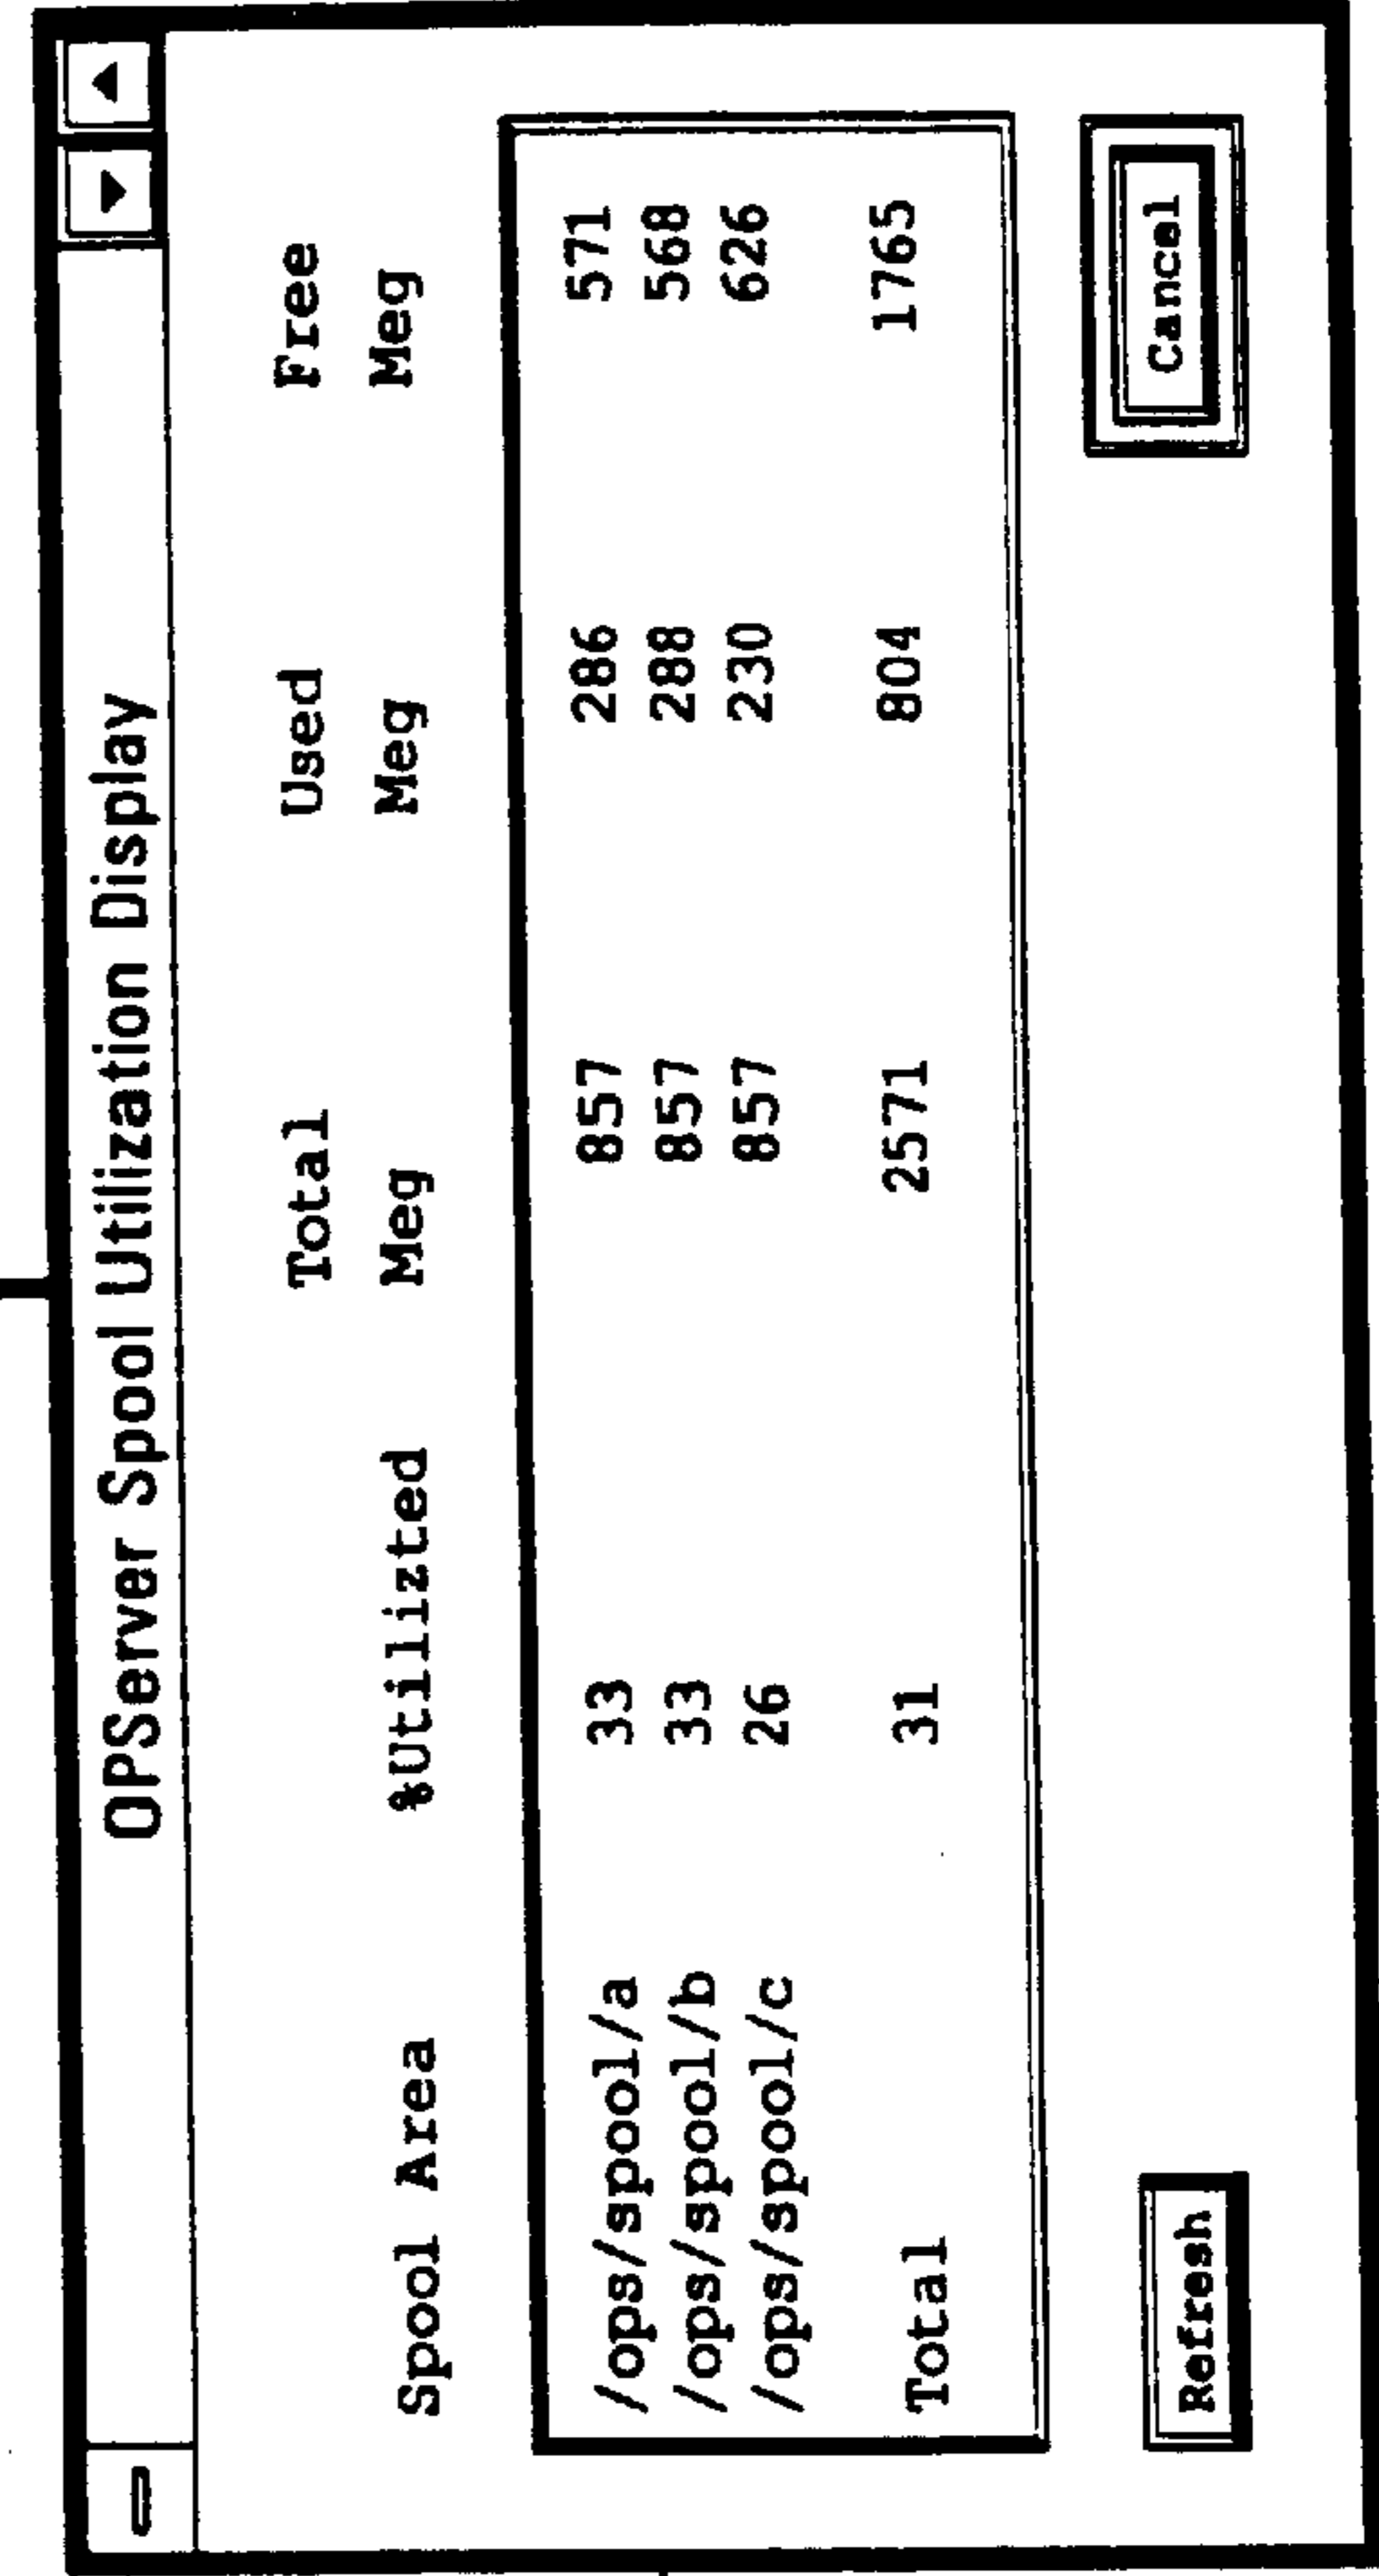 OPServer Spool Utilization Display
Total Used Free
Spool Area %Utilizted Meg Meg Meg
/ops/spool/a 33 857 286 571
/ops/spool/b 33 857 288 568
/ops/spool/c 26 857 230 626
Total 31 2571 804 1765
Refresh Cancel